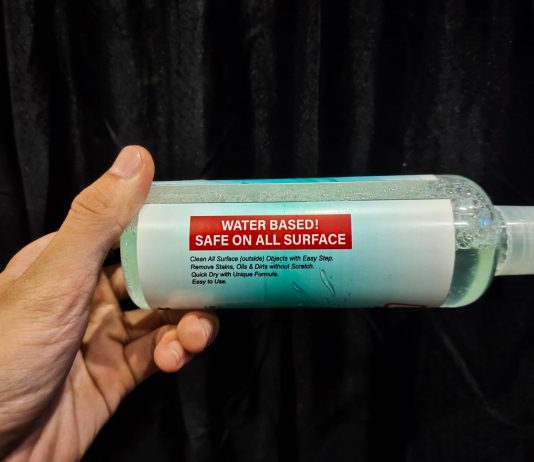 WATER BASED!
SAFE ON ALL SURFACE
Clean All Surface (outside) Objects with Easy Step.
Remove Stains, Oils & Dirts without Scratch.
Quick Dry with Unique Formula.
Easy to Use.